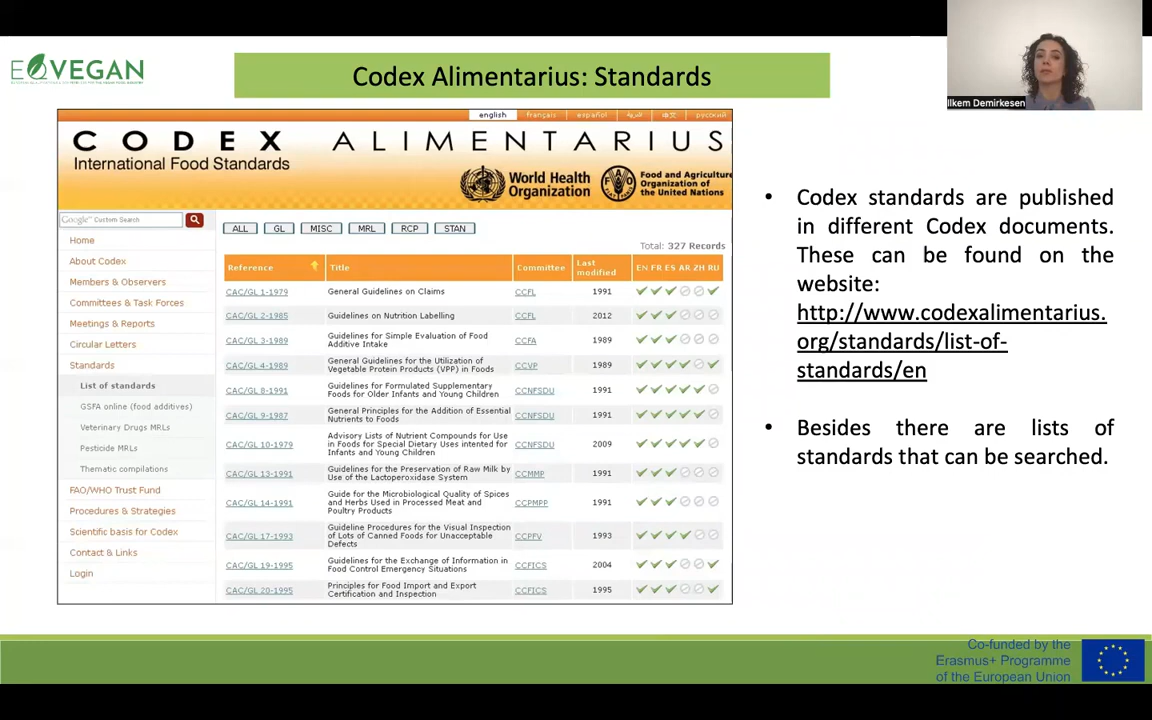 EQVEGAN
Codex Alimentarius: Standards
Ilkem Demirkesen
english français español العربية 中文 русский
CODEX ALIMENTARIUS
International Food Standards
World Health
Organization
Food and Agriculture
Organization of
the United Nations
Google™ Custom Search
Home
About Codex
Members & Observers
Committees & Task Forces
Meetings & Reports
Circular Letters
Standards
List of standards
GSFA online (food additives)
Veterinary Drugs MRLs
Pesticide MRLs
Thematic compilations
FAO/WHO Trust Fund
Procedures & Strategies
Scientific basis for Codex
Contact & Links
Login
ALL GL MISC MRL RCP STAN
Total: 327 Records
Reference Title Committee Last modified EN FR ES AR ZH RU
CAC/GL 1-1979 General Guidelines on Claims CCFL 1991
CAC/GL 2-1985 Guidelines on Nutrition Labelling CCFL 2012
CAC/GL 3-1989 Guidelines for Simple Evaluation of Food
Additive Intake CCFA 1989
CAC/GL 4-1989 General Guidelines for the Utilization of
Vegetable Protein Products (VPP) in Foods CCVP 1989
CAC/GL 8-1991 Guidelines for Formulated Supplementary
Foods for Older Infants and Young Children CCNFSDU 1991
CAC/GL 9-1987 General Principles for the Addition of Essential
Nutrients to Foods CCNFSDU 1991
CAC/GL 10-1979 Advisory Lists of Nutrient Compounds for Use
in Foods for Special Dietary Uses intented for
Infants and Young Children CCNFSDU 2009
CAC/GL 13-1991 Guidelines for the Preservation of Raw Milk by
Use of the Lactoperoxidase System CCMMP 1991
CAC/GL 14-1991 Guide for the Microbiological Quality of Spices
and Herbs Used in Processed Meat and
Poultry Products CCPMPP 1991
CAC/GL 17-1993 Guideline Procedures for the Visual Inspection
of Lots of Canned Foods for Unacceptable
Defects CCPFV 1993
CAC/GL 19-1995 Guidelines for the Exchange of Information in
Food Control Emergency Situations CCFICS 2004
CAC/GL 20-1995 Principles for Food Import and Export
Certification and Inspection CCFICS 1995
• Codex standards are published
in different Codex documents.
These can be found on the
website:
http://www.codexalimentarius.
org/standards/list-of-
standards/en
• Besides there are lists of
standards that can be searched.
Co-funded by the
Erasmus+ Programme
of the European Union